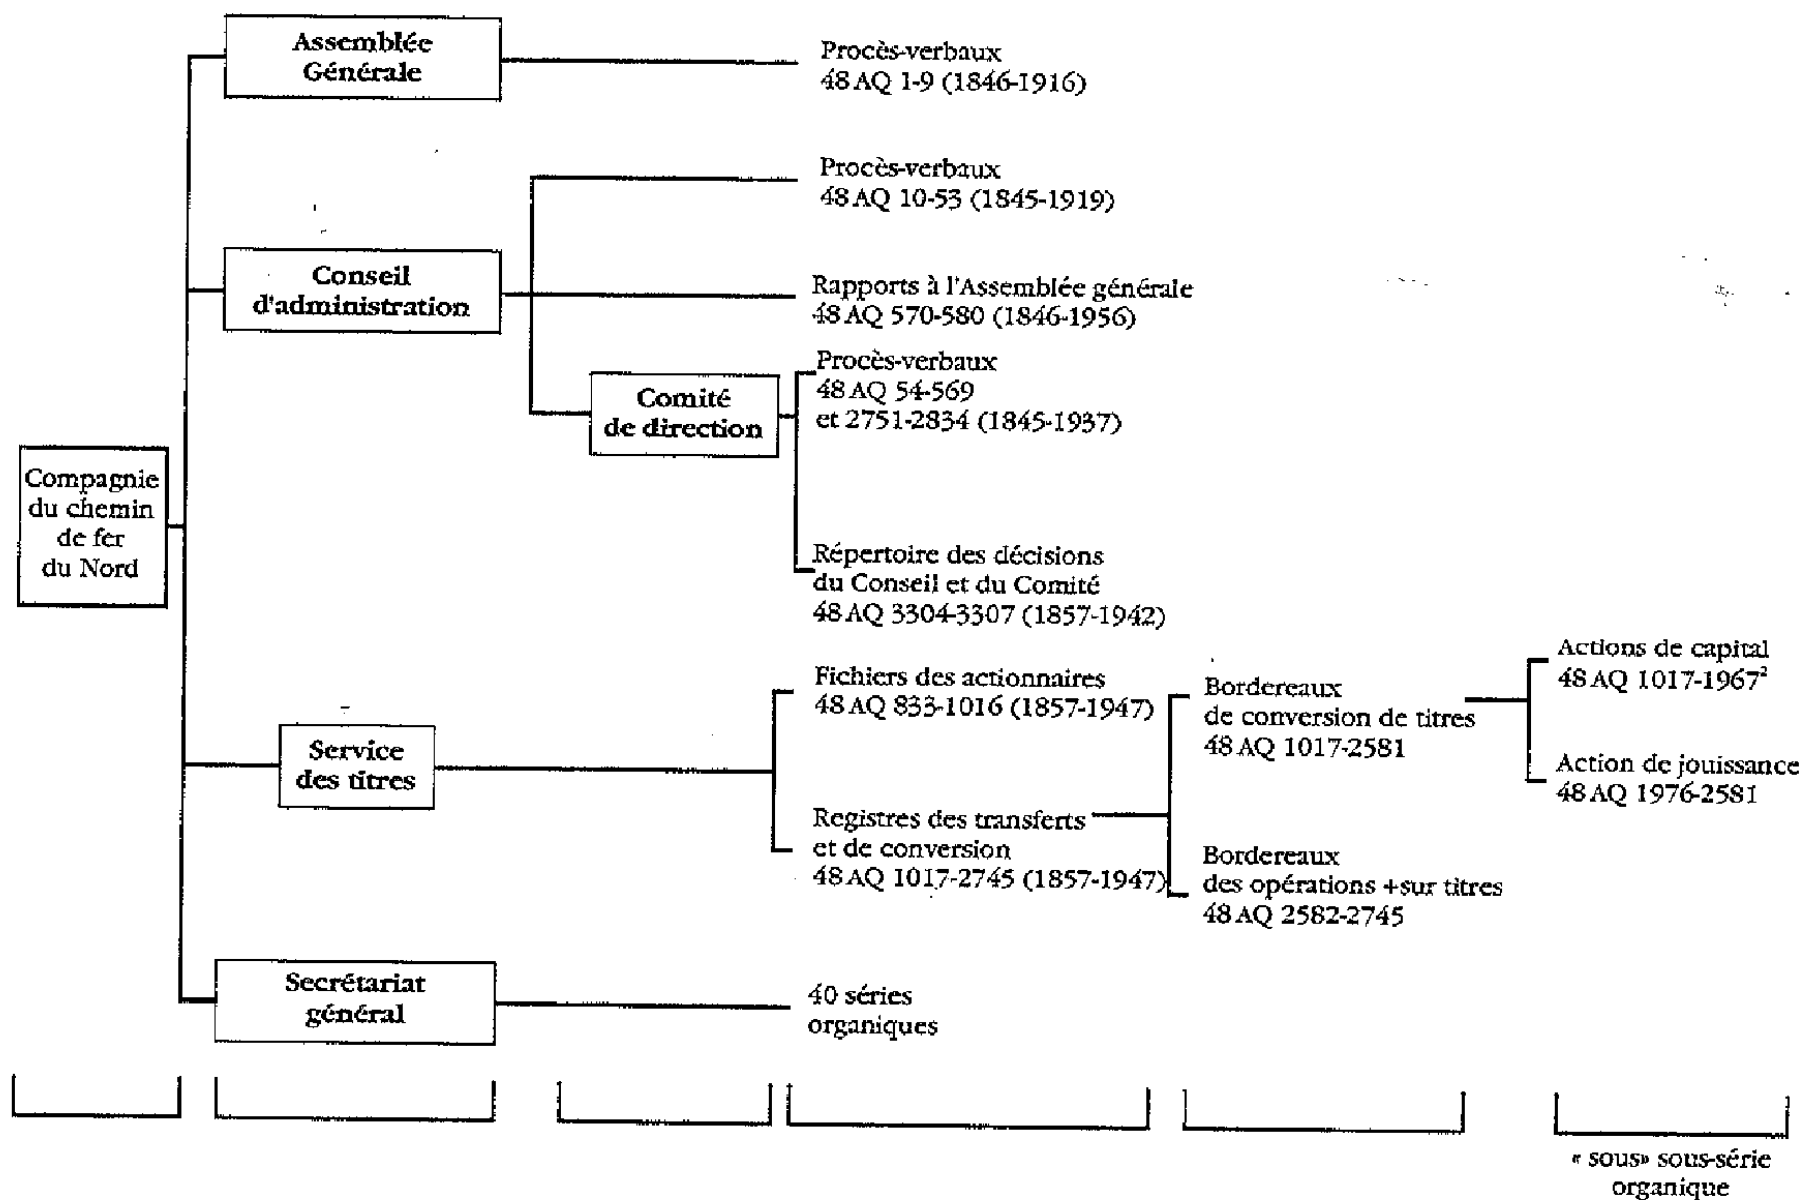 Assemblée
Générale
Procès-verbaux
48 AQ 1-9 (1846-1916)
Procès-verbaux
48 AQ 10-53 (1845-1919)
Conseil
d'administration
Rapports à l'Assemblée générale
48 AQ 570-580 (1846-1956)
Comité
de direction
Procès-verbaux
48 AQ 54-569
et 2751-2834 (1845-1937)
Compagnie
du chemin
de fer
du Nord
Répertoire des décisions
du Conseil et du Comité
48 AQ 3304-3307 (1857-1942)
Service
des titres
Fichiers des actionnaires
48 AQ 833-1016 (1857-1947)
Registres des transferts
et de conversion
48 AQ 1017-2745 (1857-1947)
Bordereaux
de conversion de titres
48 AQ 1017-2581
Bordereaux
des opérations +sur titres
48 AQ 2582-2745
Actions de capital
48 AQ 1017-1967²
Action de jouissance
48 AQ 1976-2581
Secrétariat
général
40 séries
organiques
« sous» sous-série
organique